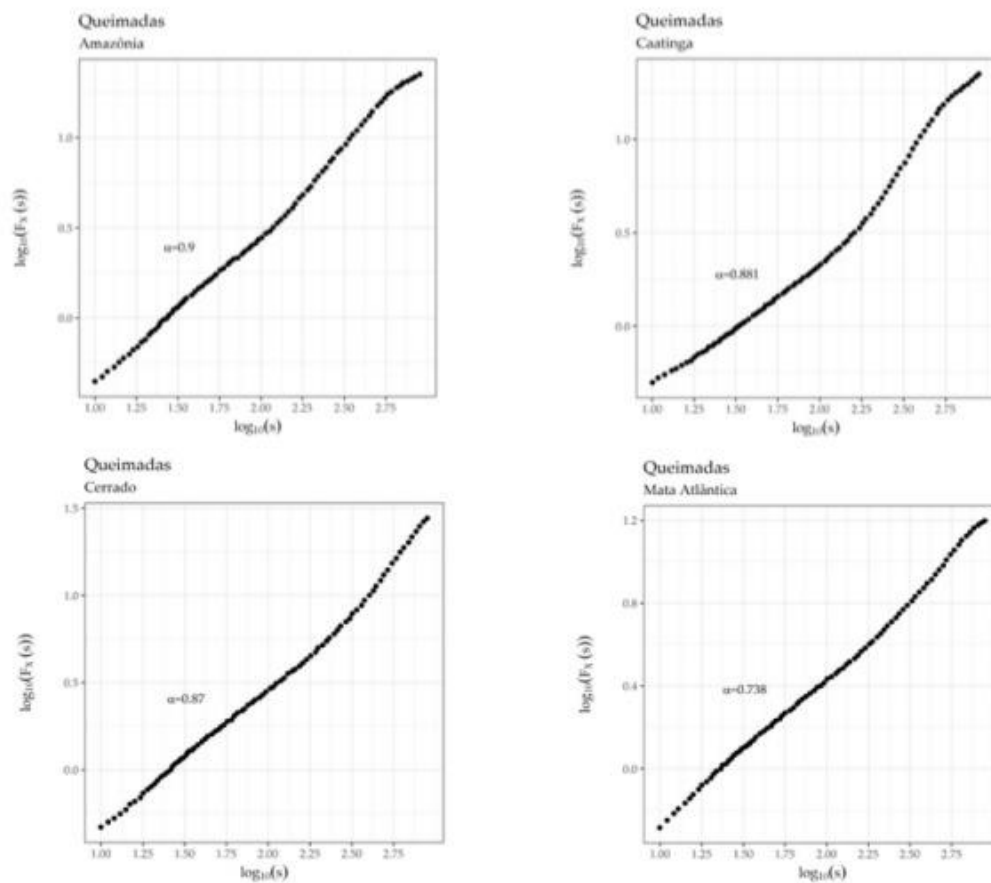 Queimadas
Amazônia
1.0
0.5
0.0
log₁₀(Fₓ (s))
α=0.9
1.00 1.25 1.50 1.75 2.00 2.25 2.50 2.75
log₁₀(s)
Queimadas
Caatinga
1.0
0.5
0.0
log₁₀(Fₓ (s))
α=0.881
1.00 1.25 1.50 1.75 2.00 2.25 2.50 2.75
log₁₀(s)
Queimadas
Cerrado
1.5
1.0
0.5
0.0
log₁₀(Fₓ (s))
α=0.87
1.00 1.25 1.50 1.75 2.00 2.25 2.50 2.75
log₁₀(s)
Queimadas
Mata Atlântica
1.2
0.8
0.4
0.0
log₁₀(Fₓ (s))
α=0.738
1.00 1.25 1.50 1.75 2.00 2.25 2.50 2.75
log₁₀(s)